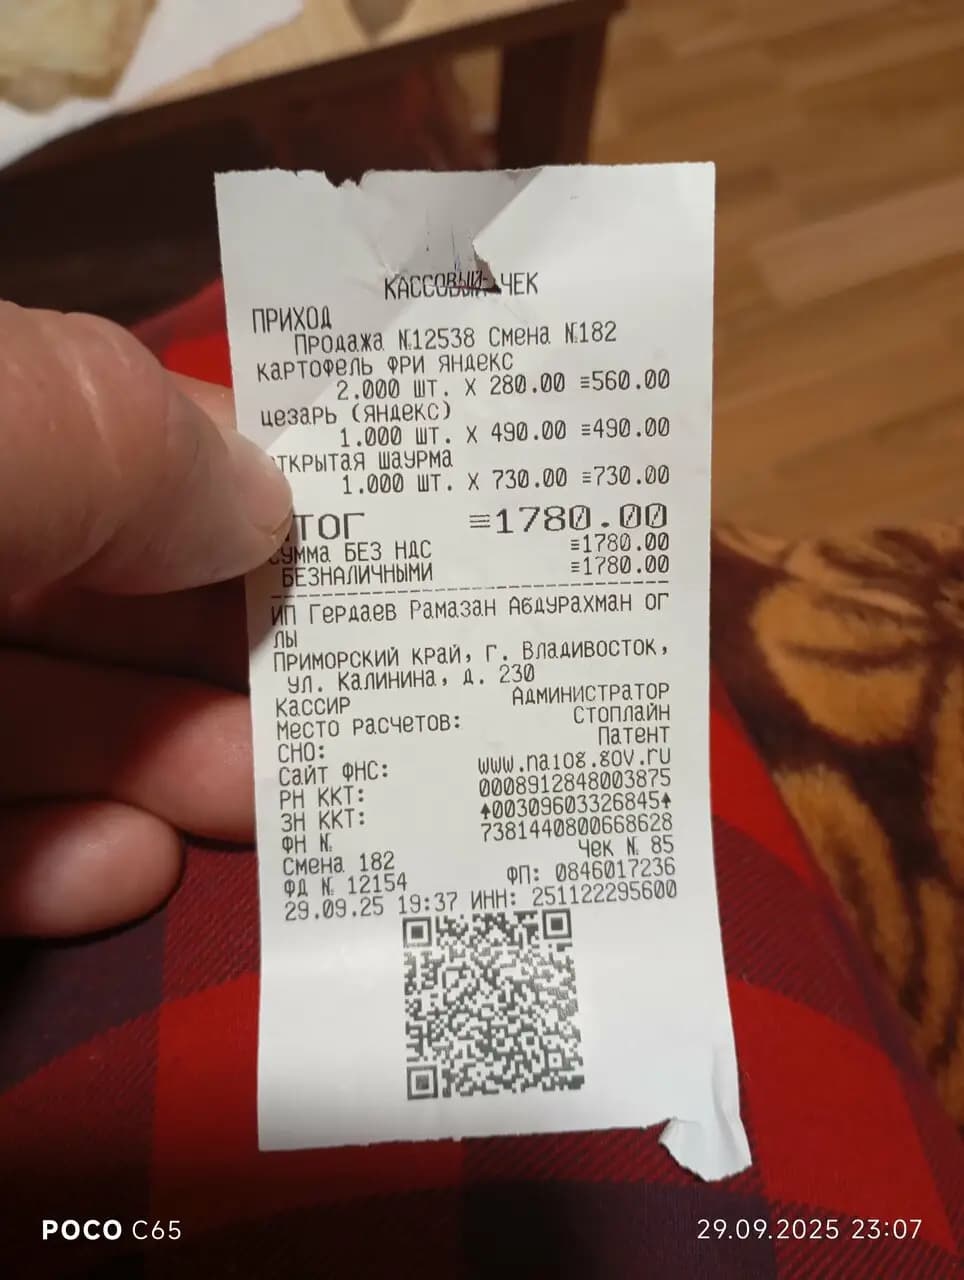 КАССОВЫЙ ЧЕК
ПРИХОД
Продажа №12538 Смена №182
КАРТОФЕЛЬ ФРИ ЯНДЕКС
2.000 ШТ. X 280.00 ≡560.00
ЦЕЗАРЬ (ЯНДЕКС)
1.000 ШТ. X 490.00 ≡490.00
ТКРЫТАЯ ШАУРМА
1.000 ШТ. X 730.00 ≡730.00
ТОГ ≡1780.00
СУММА БЕЗ НДС ≡1780.00
БЕЗНАЛИЧНЫМИ ≡1780.00
ИП Гердаев Рамазан Абдурахман ог
лы
ПРИМОРСКИЙ КРАЙ, Г. ВЛАДИВОСТОК,
УЛ. КАЛИНИНА, Д. 230
Кассир АДМИНИСТРАТОР
Место расчетов: СТОПЛАЙН
СНО: Патент
Сайт ФНС: www.nalog.gov.ru
РН ККТ: 0008912848003875
ЗН ККТ: ↑00309603326845↑
ФН № 7381440800668628
Смена 182 Чек № 85
ФД № 12154 ФП: 0846017236
29.09.25 19:37 ИНН: 251122295600
POCO C65
29.09.2025 23:07